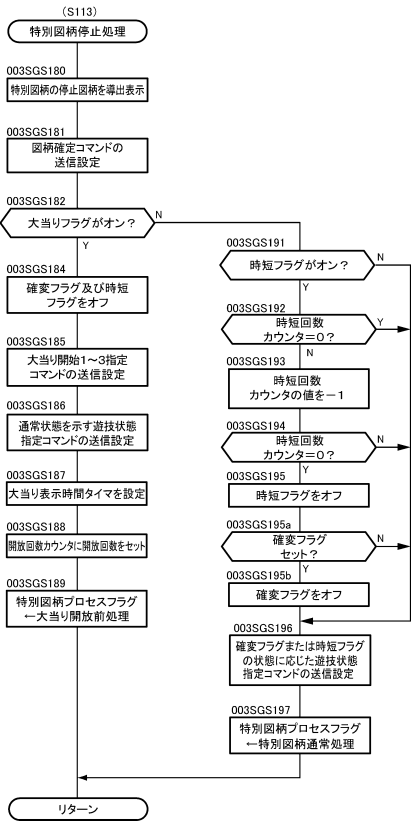 （S113）
特別図柄停止処理
003SGS180
特別図柄の停止図柄を導出表示
003SGS181
図柄確定コマンドの
送信設定
003SGS182
大当りフラグがオン？
N
Y
003SGS184
確変フラグ及び時短
フラグをオフ
003SGS185
大当り開始1～3指定
コマンドの送信設定
003SGS186
通常状態を示す遊技状態
指定コマンドの送信設定
003SGS187
大当り表示時間タイマを設定
003SGS188
開放回数カウンタに開放回数をセット
003SGS189
特別図柄プロセスフラグ
←大当り開放前処理
003SGS191
時短フラグがオン？
N
Y
003SGS192
時短回数
カウンタ＝0？
Y
N
003SGS193
時短回数
カウンタの値を－1
003SGS194
時短回数
カウンタ＝0？
N
Y
003SGS195
時短フラグをオフ
003SGS195a
確変フラグ
セット？
N
Y
003SGS195b
確変フラグをオフ
003SGS196
確変フラグまたは時短フラグ
の状態に応じた遊技状態
指定コマンドの送信設定
003SGS197
特別図柄プロセスフラグ
←特別図柄通常処理
リターン